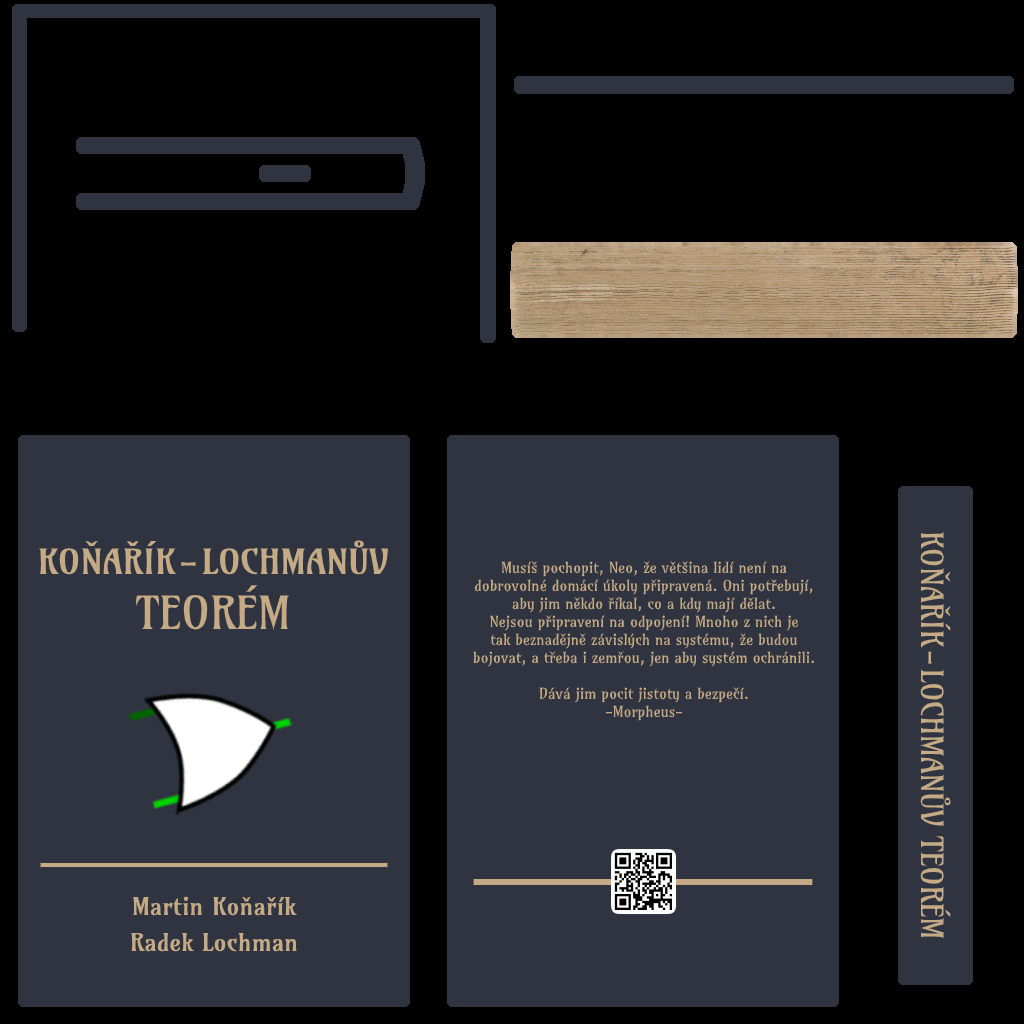 KOŇAŘÍK-LOCHMANŮV
TEORÉM
Martin Koňařík
Radek Lochman
Musíš pochopit, Neo, že většina lidí není na
dobrovolné domácí úkoly připravená. Oni potřebují,
aby jim někdo říkal, co a kdy mají dělat.
Nejsou připravení na odpojení! Mnoho z nich je
tak beznadějně závislých na systému, že budou
bojovat, a třeba i zemřou, jen aby systém ochránili.
Dává jim pocit jistoty a bezpečí.
-Morpheus-
KOŇAŘÍK-LOCHMANŮV TEORÉM